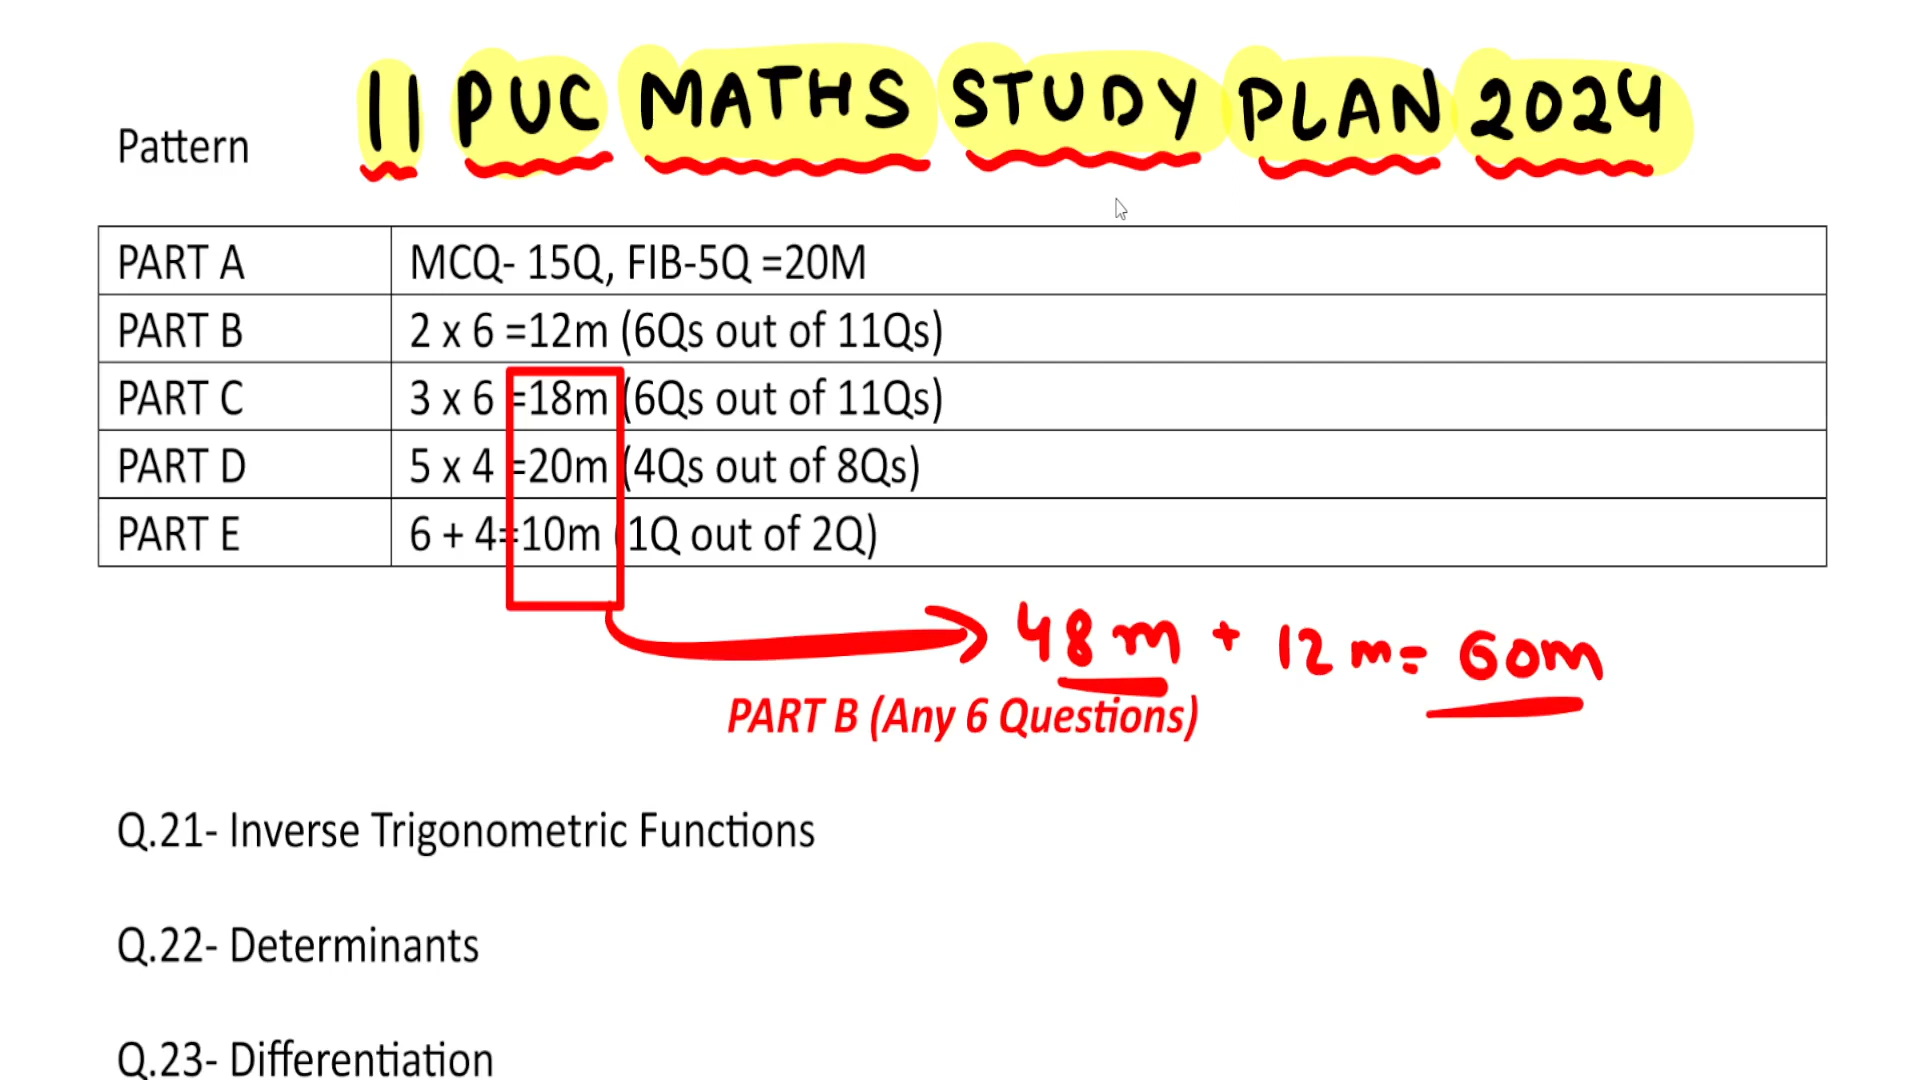 11 PUC MATHS STUDY PLAN 2024
Pattern
PART A MCQ- 15Q, FIB-5Q =20M
PART B 2 x 6 =12m (6Qs out of 11Qs)
PART C 3 x 6 =18m (6Qs out of 11Qs)
PART D 5 x 4 =20m (4Qs out of 8Qs)
PART E 6 + 4=10m (1Q out of 2Q)
48m + 12m= 60m
PART B (Any 6 Questions)
Q.21- Inverse Trigonometric Functions
Q.22- Determinants
Q.23- Differentiation